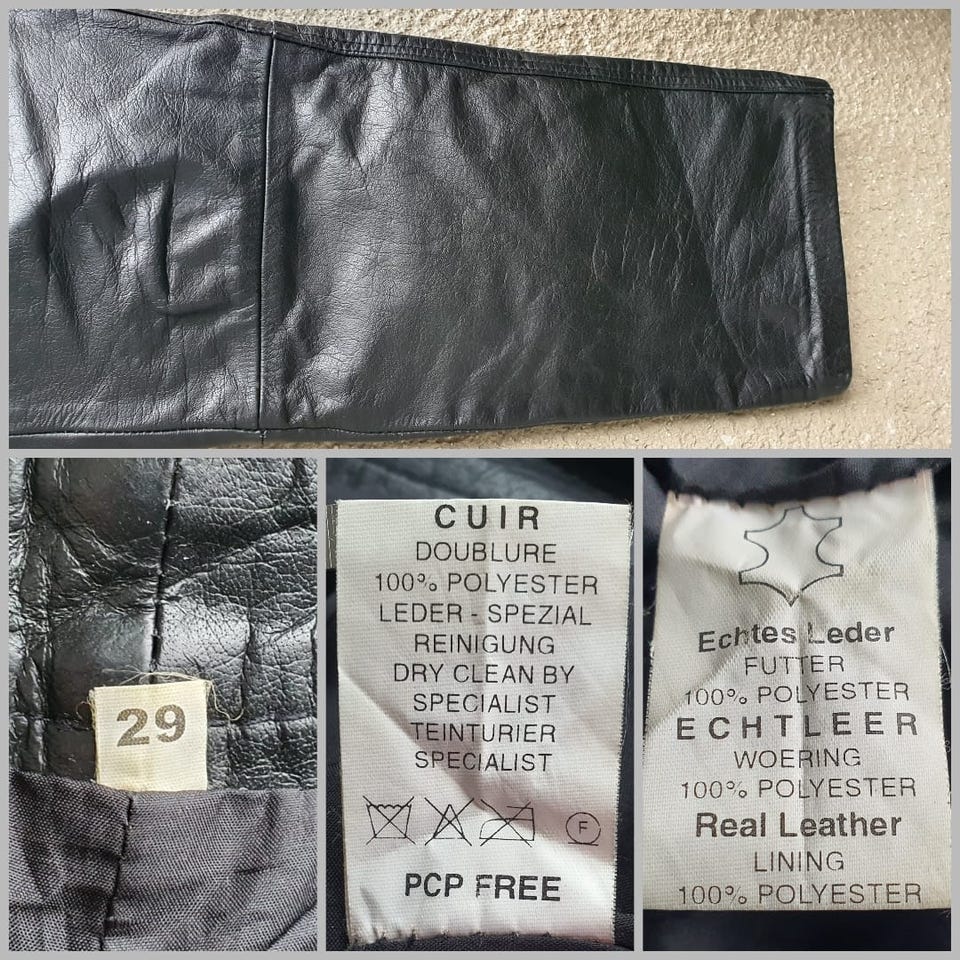 29
CUIR
DOUBLURE
100% POLYESTER
LEDER - SPEZIAL
REINIGUNG
DRY CLEAN BY
SPECIALIST
TEINTURIER
SPECIALIST
F
PCP FREE
Echtes Leder
FUTTER
100% POLYESTER
ECHTLEER
WOERING
100% POLYESTER
Real Leather
LINING
100% POLYESTER